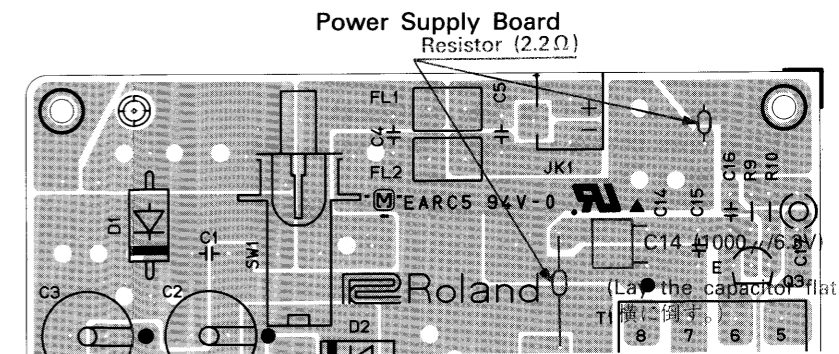 Power Supply Board
Resistor (2.2Ω)
FL1
C5
C4
+
−
FL2
JK1
C16
R9
R10
M EARC5 94V-0
C14
C15
D1
C1
SW1
C14 (1000μ/6.3V)
E
Q3
Roland
(Lay the capacitor flat
横に倒す。)
C3
C2
D2
T1
8 7 6 5